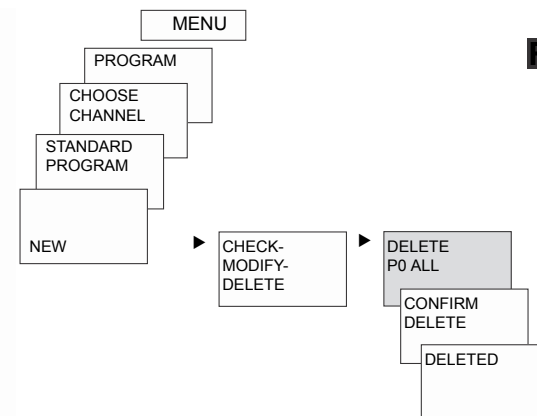 MENU
PROGRAM
CHOOSE
CHANNEL
STANDARD
PROGRAM
NEW
CHECK-
MODIFY-
DELETE
DELETE
P0 ALL
CONFIRM
DELETE
DELETED